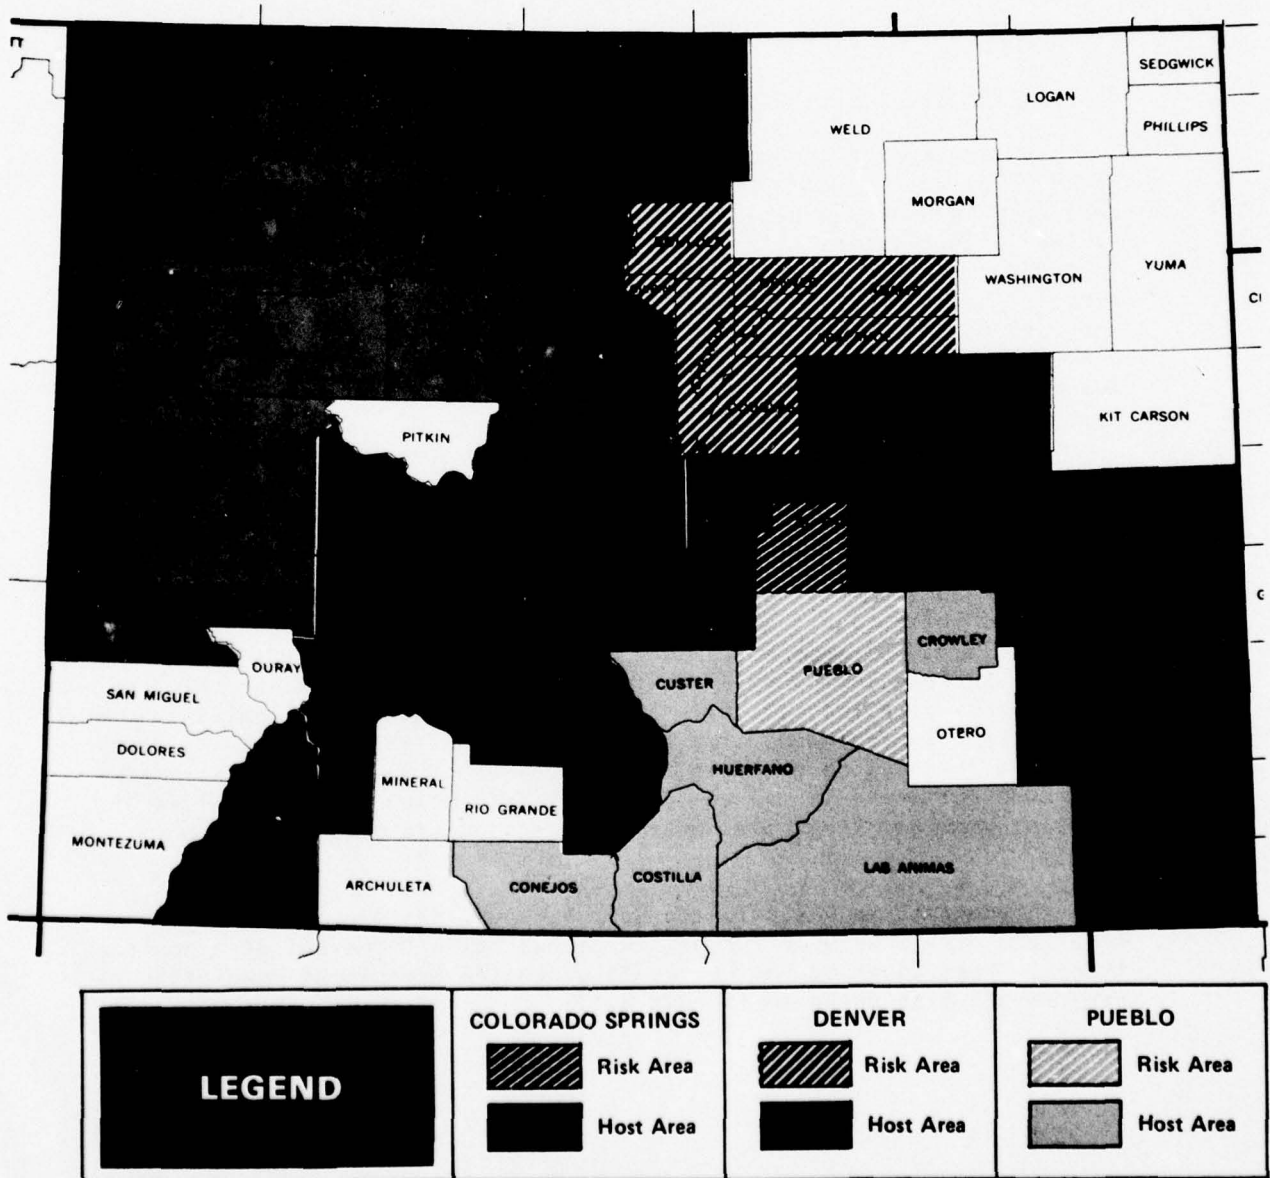 SEDGWICK
LOGAN
WELD
PHILLIPS
MORGAN
WASHINGTON
YUMA
PITKIN
KIT CARSON
CROWLEY
OURAY
PUEBLO
CUSTER
SAN MIGUEL
OTERO
DOLORES
HUERFANO
MINERAL
RIO GRANDE
MONTEZUMA
LAS ANIMAS
COSTILLA
ARCHULETA
CONEJOS
LEGEND
COLORADO SPRINGS
Risk Area
Host Area
DENVER
Risk Area
Host Area
PUEBLO
Risk Area
Host Area